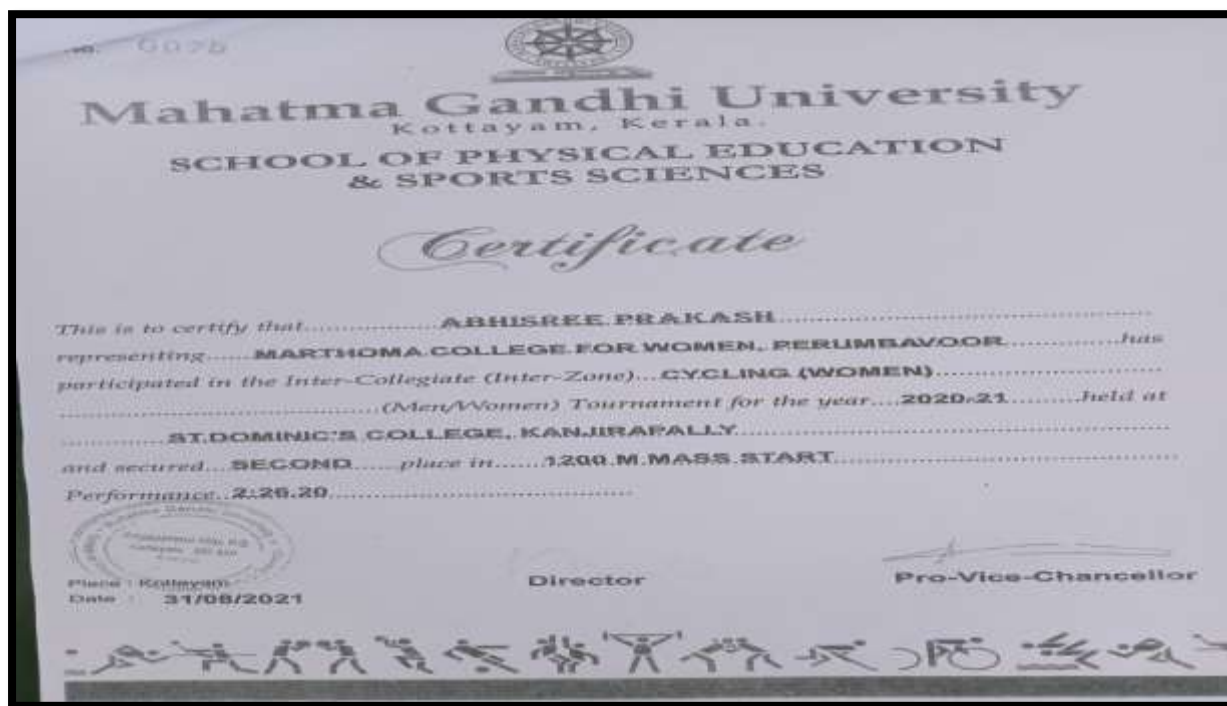 No. 0076
Mahatma Gandhi University
Kottayam, Kerala.
SCHOOL OF PHYSICAL EDUCATION
& SPORTS SCIENCES
Certificate
This is to certify that................ABHISREE PRAKASH................
representing......MARTHOMA COLLEGE FOR WOMEN, PERUMBAVOOR................has
participated in the Inter-Collegiate (Inter-Zone)...CYCLING (WOMEN)................
................(Men/Women) Tournament for the year....2020-21.........held at
............ST.DOMINIC'S COLLEGE, KANJIRAPALLY................
and secured...SECOND......place in......1200 M MASS START................
Performance..2:26.20................
Place : Kottayam
Date : 31/08/2021
Director
Pro-Vice-Chancellor